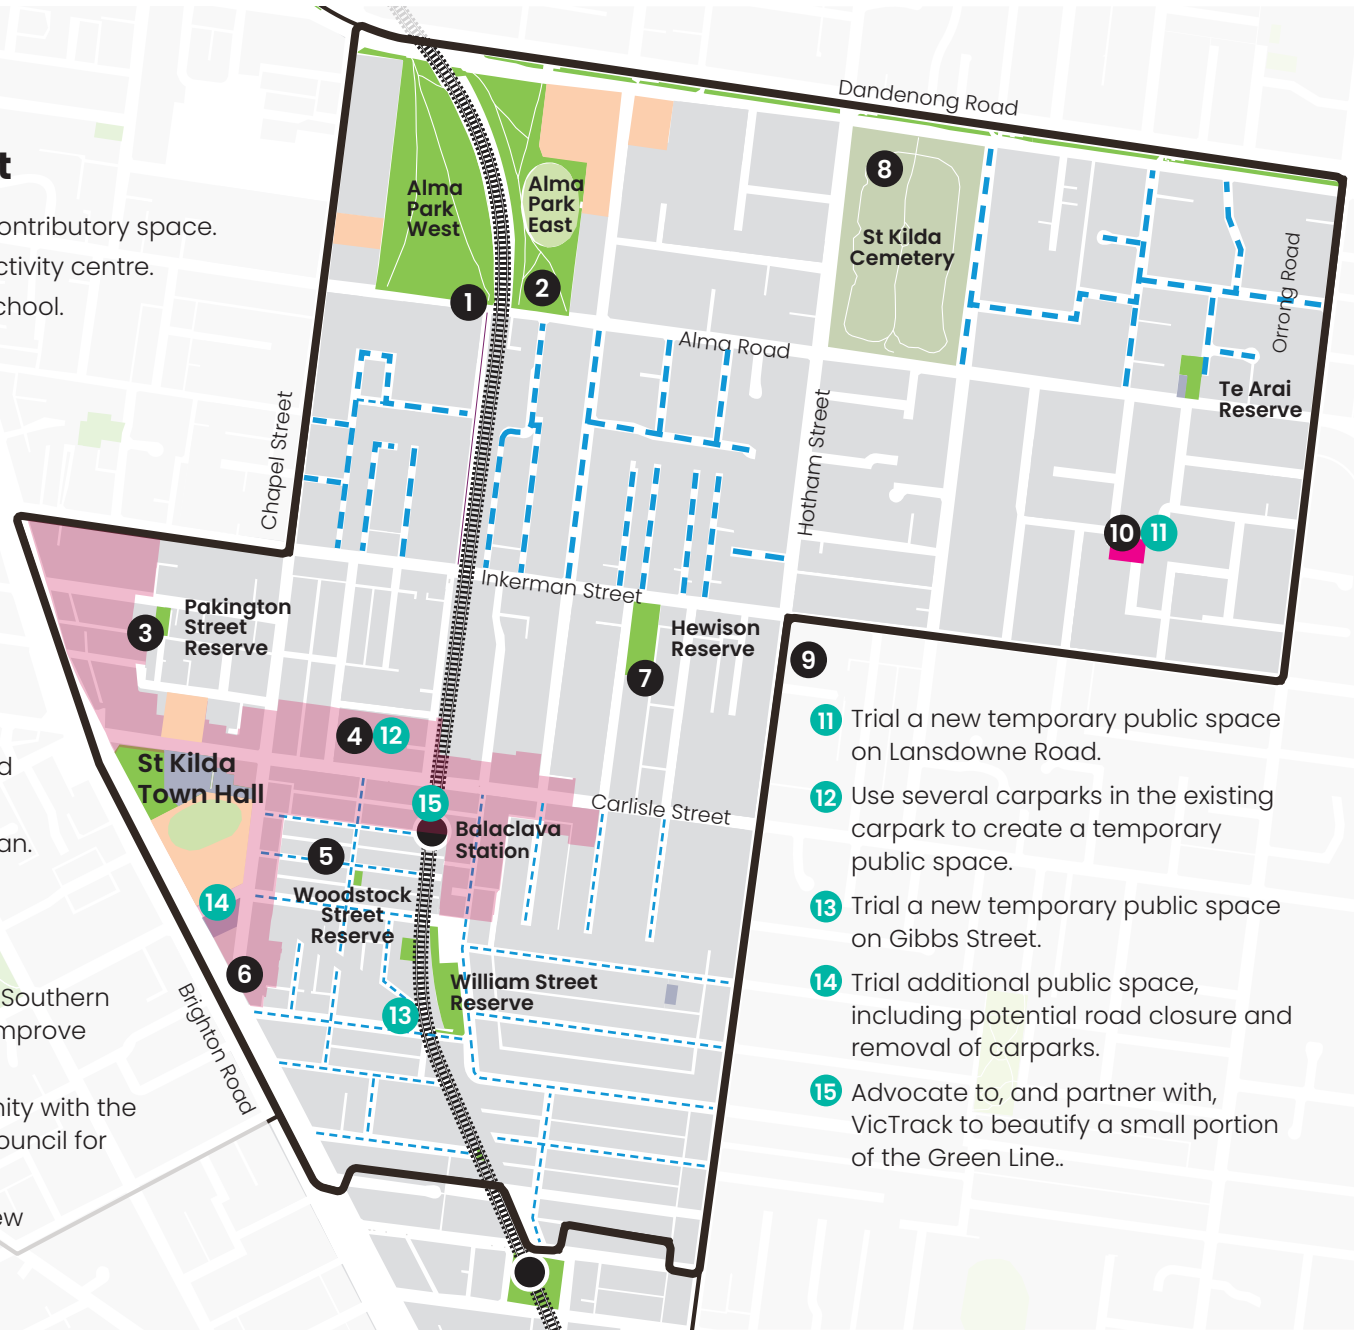 t
ontributory space.
ctivity centre.
chool.
d
an.
Southern
mprove
nity with the
ouncil for
ew
Dandenong Road
Alma
Park
West
Alma
Park
East
1
2
8
St Kilda
Cemetery
Orrong Road
Alma Road
Te Arai
Reserve
Chapel Street
Hotham Street
10
11
Inkerman Street
3
Pakington
Street
Reserve
Hewison
Reserve
7
9
4
12
St Kilda
Town Hall
15
Carlisle Street
Balaclava
Station
5
Woodstock
Street
Reserve
14
6
William Street
Reserve
13
Brighton Road
11 Trial a new temporary public space
on Lansdowne Road.
12 Use several carparks in the existing
carpark to create a temporary
public space.
13 Trial a new temporary public space
on Gibbs Street.
14 Trial additional public space,
including potential road closure and
removal of carparks.
15 Advocate to, and partner with,
VicTrack to beautify a small portion
of the Green Line..